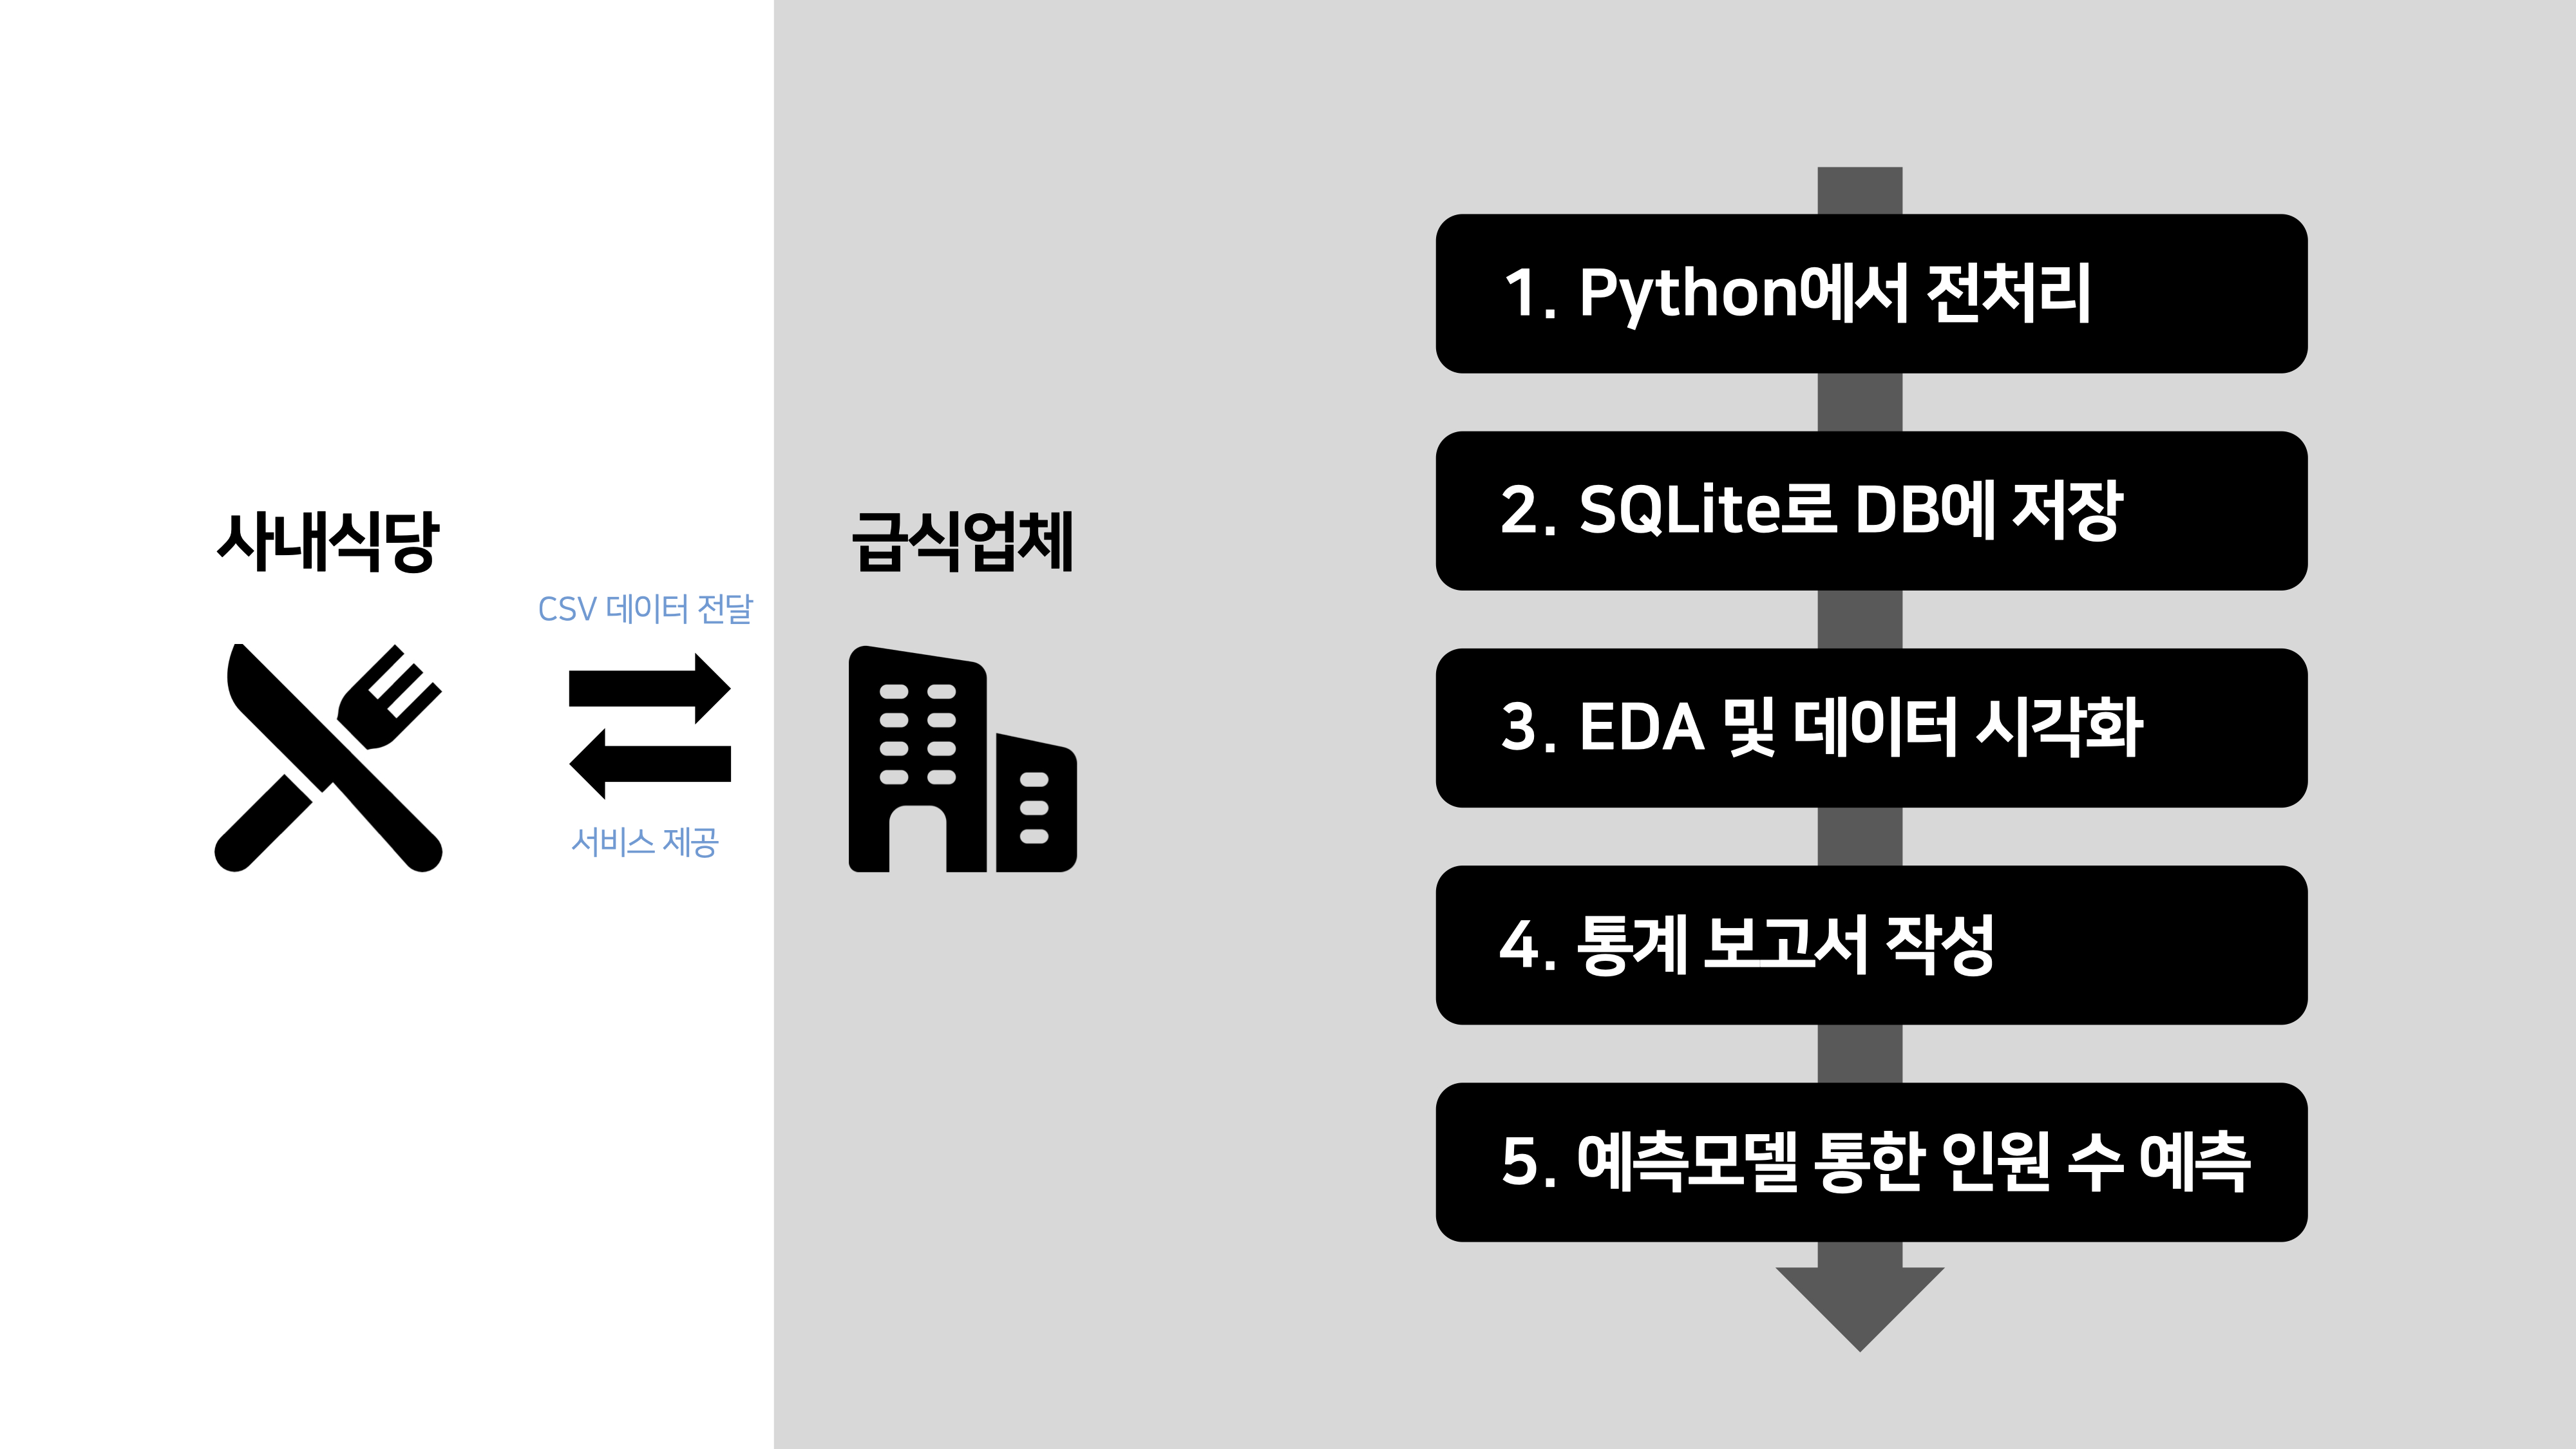 사내식당
CSV 데이터 전달
서비스 제공
급식업체
1. Python에서 전처리
2. SQLite로 DB에 저장
3. EDA 및 데이터 시각화
4. 통계 보고서 작성
5. 예측모델 통한 인원 수 예측